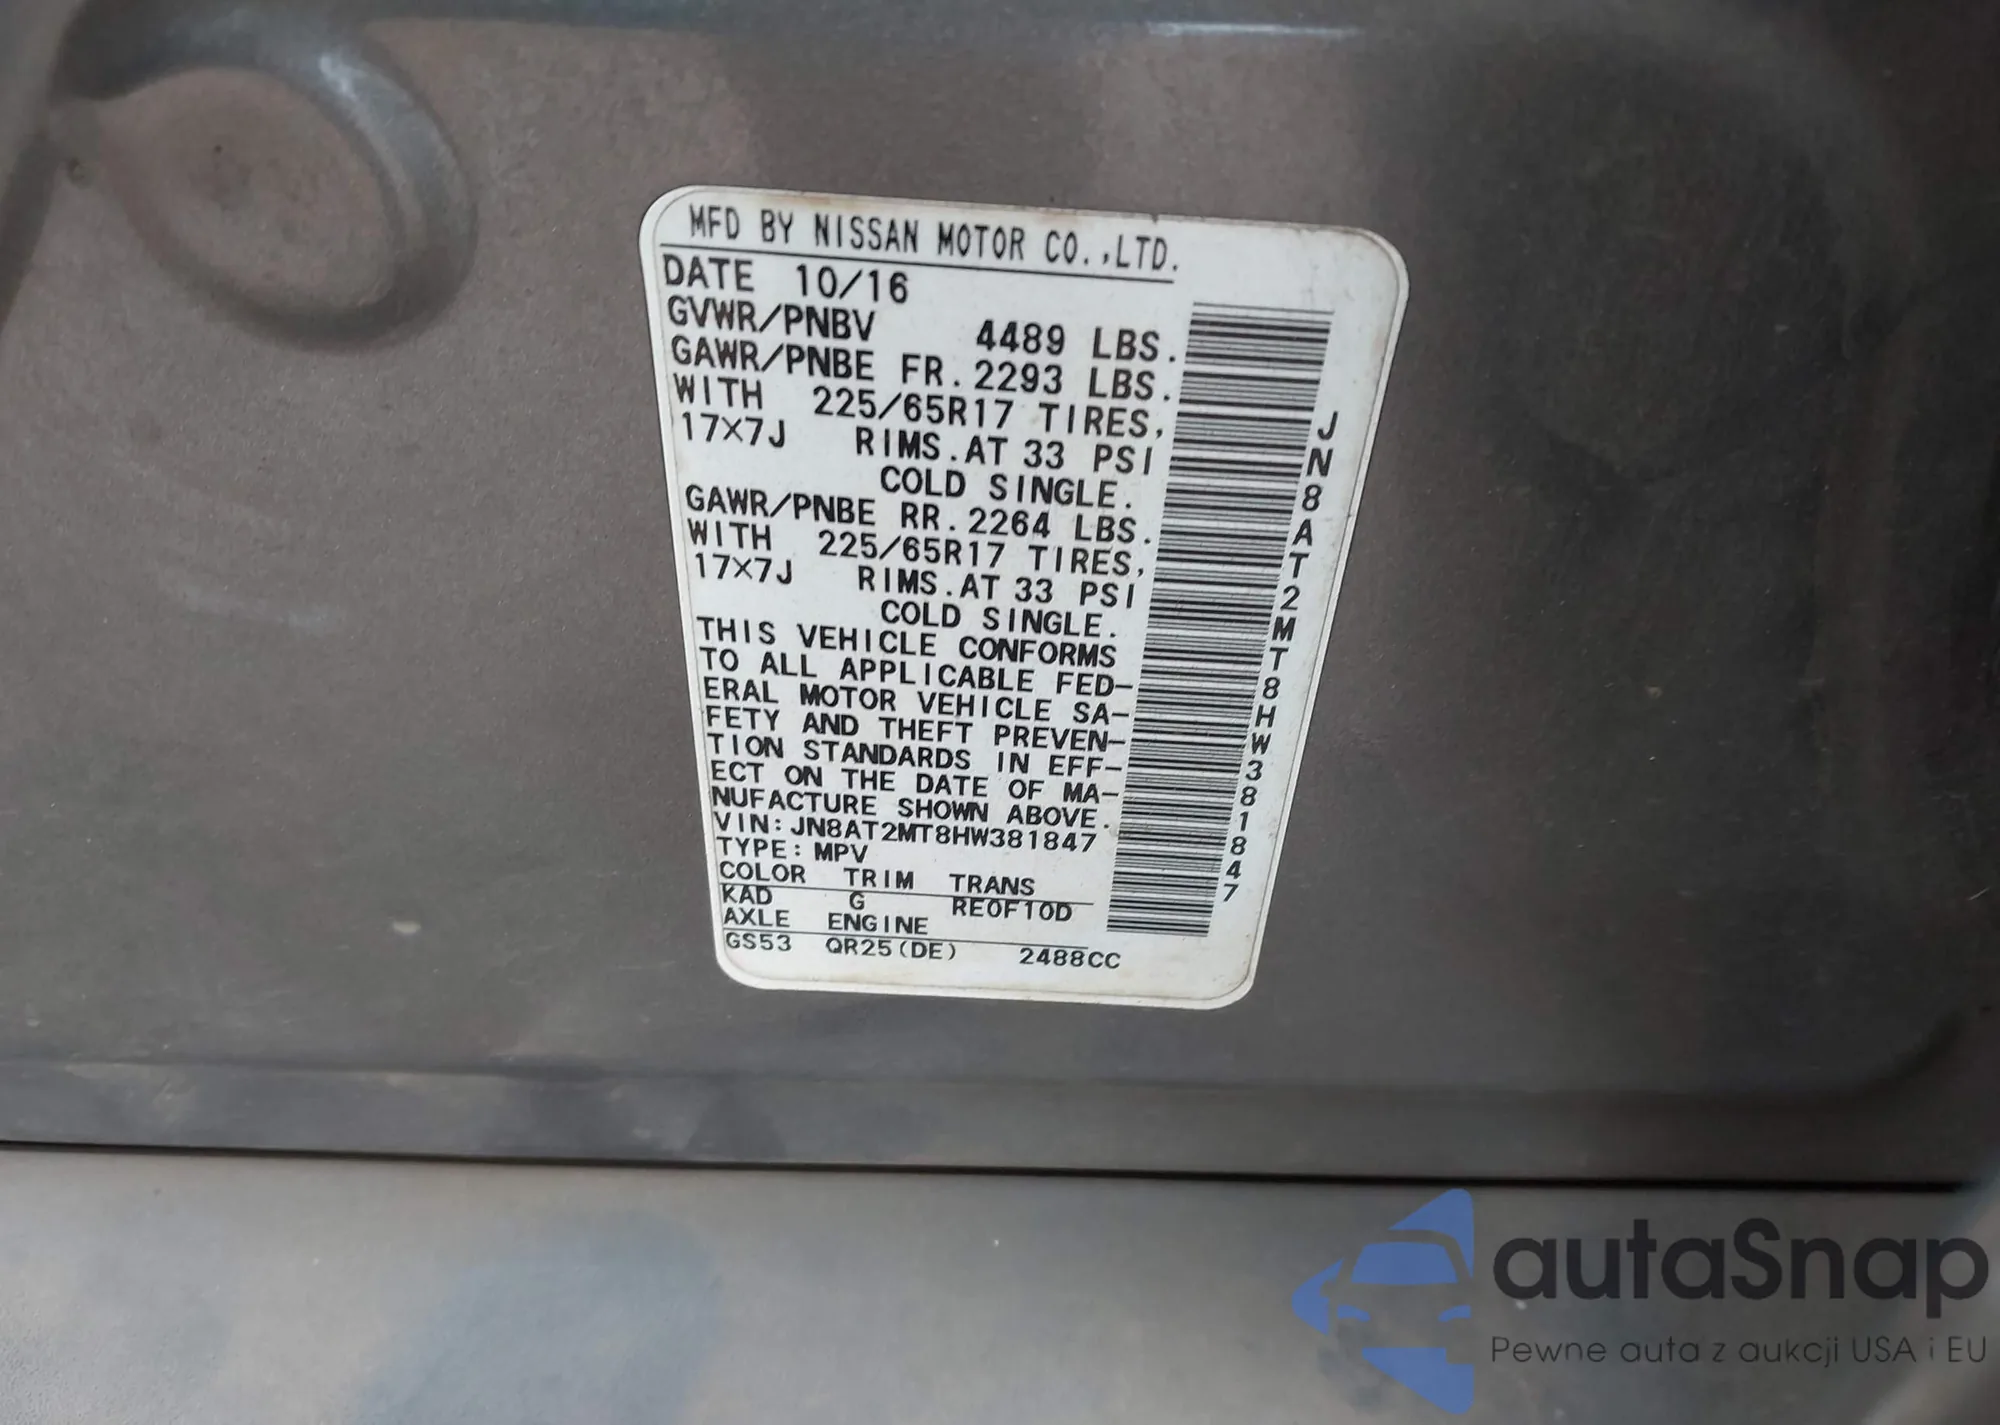 MFD BY NISSAN MOTOR CO.,LTD.
DATE 10/16
GVWR/PNBV 4489 LBS.
GAWR/PNBE FR.2293 LBS.
WITH 225/65R17 TIRES,
17X7J RIMS.AT 33 PSI
COLD SINGLE.
GAWR/PNBE RR.2264 LBS.
WITH 225/65R17 TIRES,
17X7J RIMS.AT 33 PSI
COLD SINGLE.
THIS VEHICLE CONFORMS
TO ALL APPLICABLE FED-
ERAL MOTOR VEHICLE SA-
FETY AND THEFT PREVEN-
TION STANDARDS IN EFF-
ECT ON THE DATE OF MA-
NUFACTURE SHOWN ABOVE.
VIN:JN8AT2MT8HW381847
TYPE:MPV
COLOR TRIM TRANS
KAD G RE0F10D
AXLE ENGINE
GS53 QR25(DE) 2488CC
JN8AT2MT8HW381847
autaSnap
Pewne auta z aukcji USA i EU